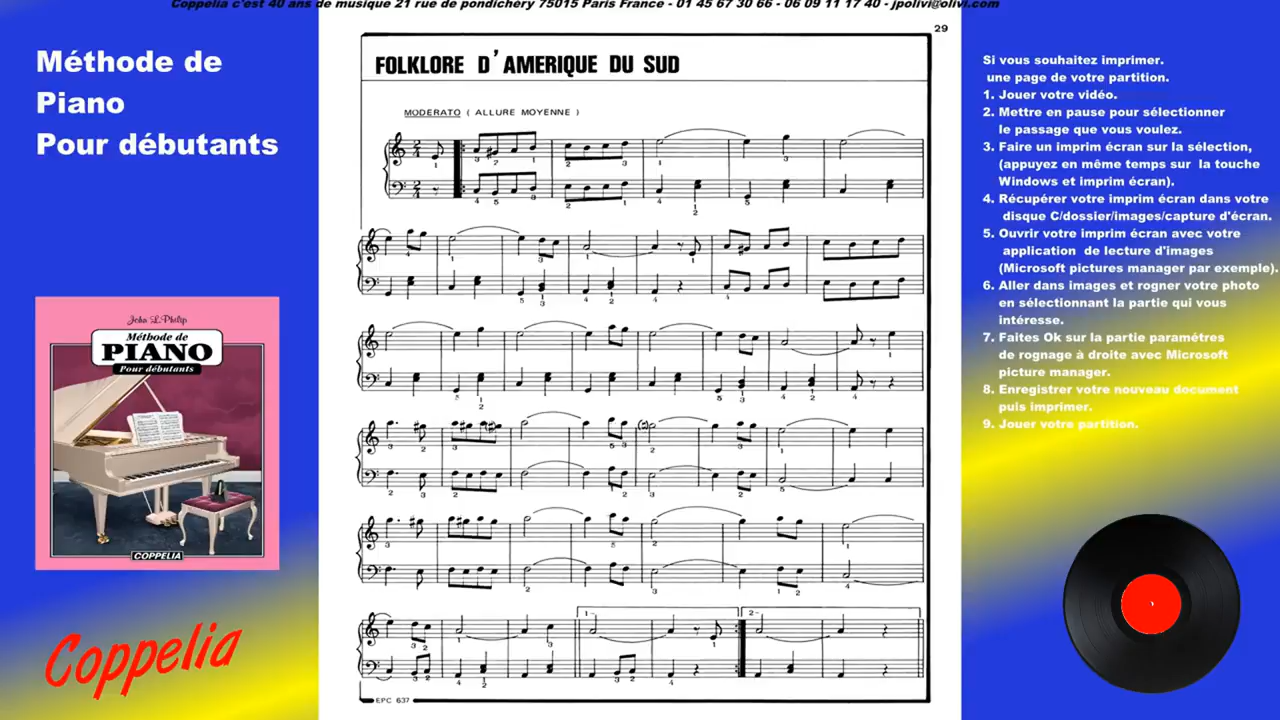 Coppelia c'est 40 ans de musique 21 rue de pondichéry 75015 Paris France - 01 45 67 30 66 - 06 09 11 17 40 - jpolivi@olivi.com
Méthode de
Piano
Pour débutants
John L. Philip
Méthode de
PIANO
Pour débutants
COPPELIA
Coppelia
29
FOLKLORE D'AMERIQUE DU SUD
MODERATO ( ALLURE MOYENNE )
1-
2-
EPC 637
Si vous souhaitez imprimer.
une page de votre partition.
1. Jouer votre vidéo.
2. Mettre en pause pour sélectionner
le passage que vous voulez.
3. Faire un imprim écran sur la sélection,
(appuyez en même temps sur la touche
Windows et imprim écran).
4. Récupérer votre imprim écran dans votre
disque C/dossier/images/capture d'écran.
5. Ouvrir votre imprim écran avec votre
application de lecture d'images
(Microsoft pictures manager par exemple).
6. Aller dans images et rogner votre photo
en sélectionnant la partie qui vous
intéresse.
7. Faites Ok sur la partie paramétres
de rognage à droite avec Microsoft
picture manager.
8. Enregistrer votre nouveau document
puis imprimer.
9. Jouer votre partition.